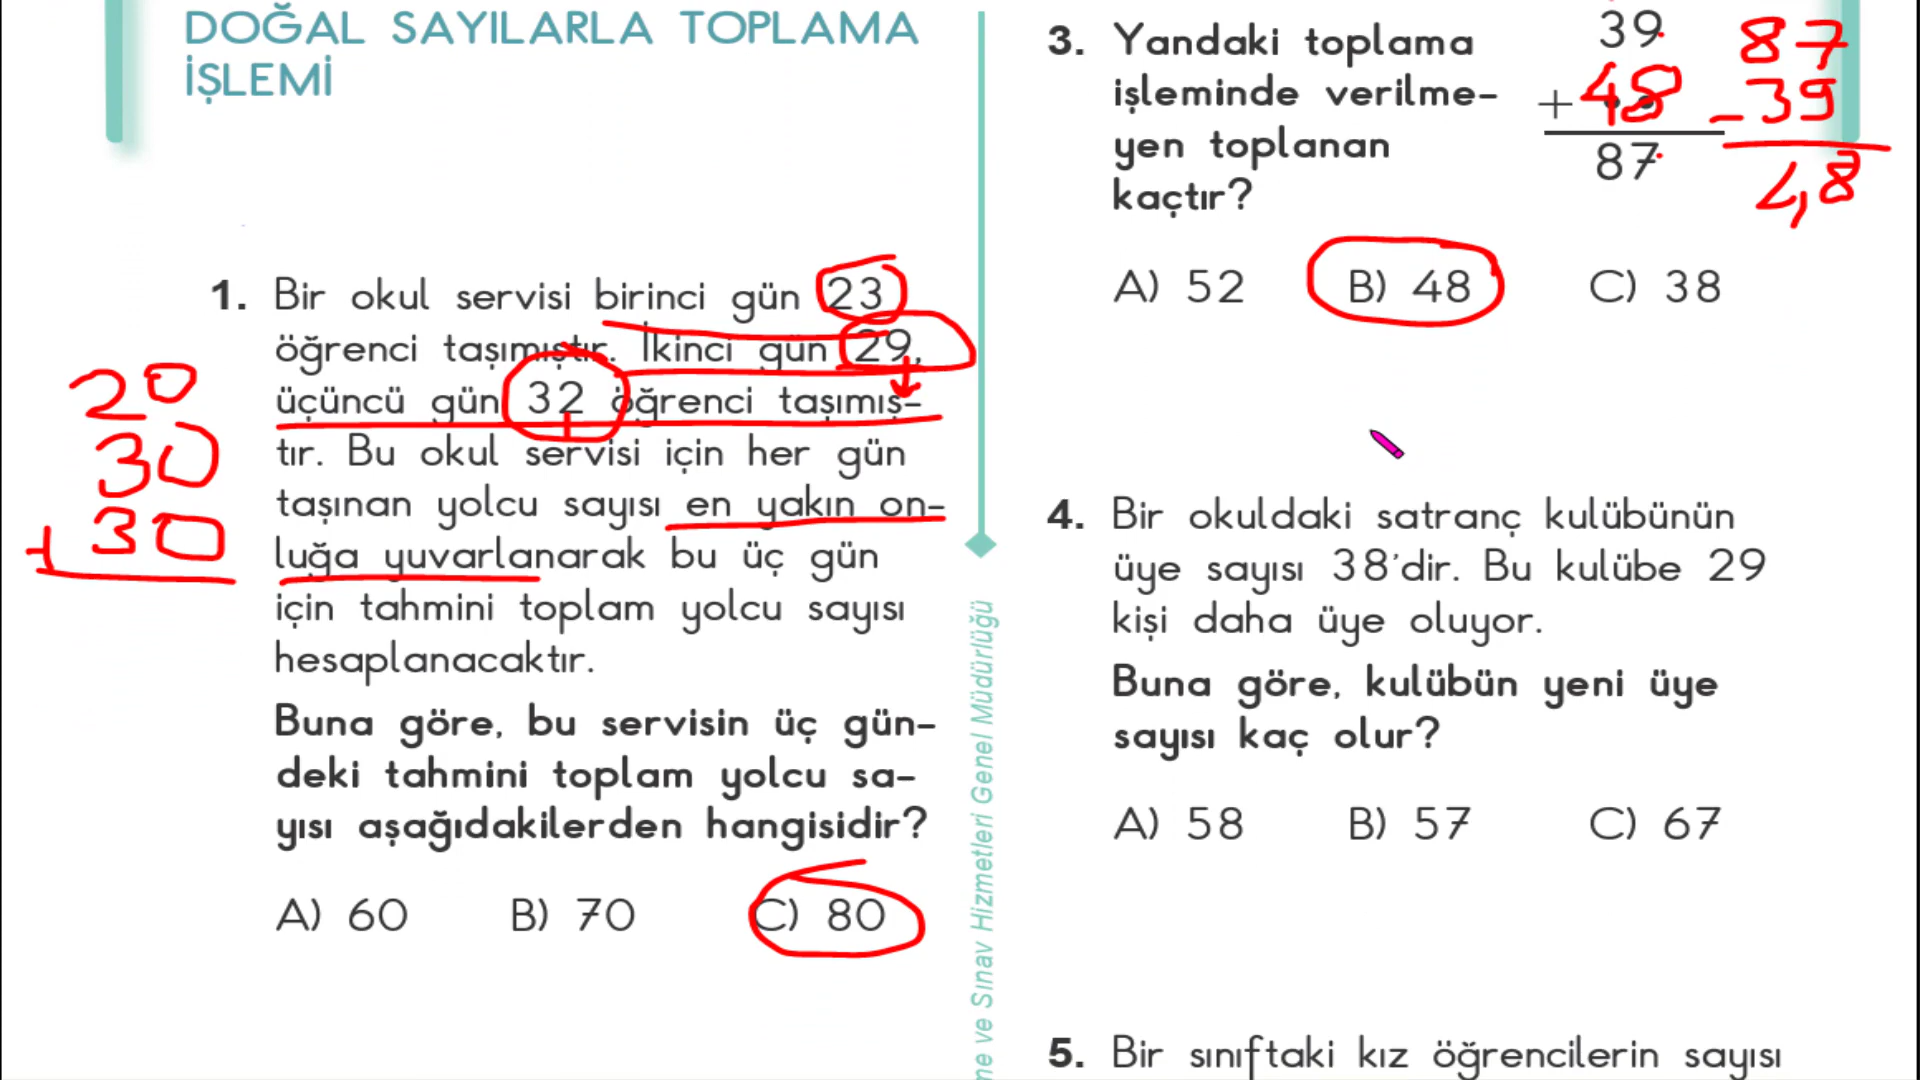 DOĞAL SAYILARLA TOPLAMA
İŞLEMİ
1. Bir okul servisi birinci gün 23
öğrenci taşımıştır. İkinci gün 29,
üçüncü gün 32 öğrenci taşımış-
tır. Bu okul servisi için her gün
taşınan yolcu sayısı en yakın on-
luğa yuvarlanarak bu üç gün
için tahmini toplam yolcu sayısı
hesaplanacaktır.
Buna göre, bu servisin üç gün-
deki tahmini toplam yolcu sa-
yısı aşağıdakilerden hangisidir?
A) 60 B) 70 C) 80
20
30
+ 30
me ve Sınav Hizmetleri Genel Müdürlüğü
3. Yandaki toplama
işleminde verilme-
yen toplanan
kaçtır?
39
+ 48
87
87
- 39
48
A) 52 B) 48 C) 38
4. Bir okuldaki satranç kulübünün
üye sayısı 38'dir. Bu kulübe 29
kişi daha üye oluyor.
Buna göre, kulübün yeni üye
sayısı kaç olur?
A) 58 B) 57 C) 67
5. Bir sınıftaki kız öğrencilerin sayısı